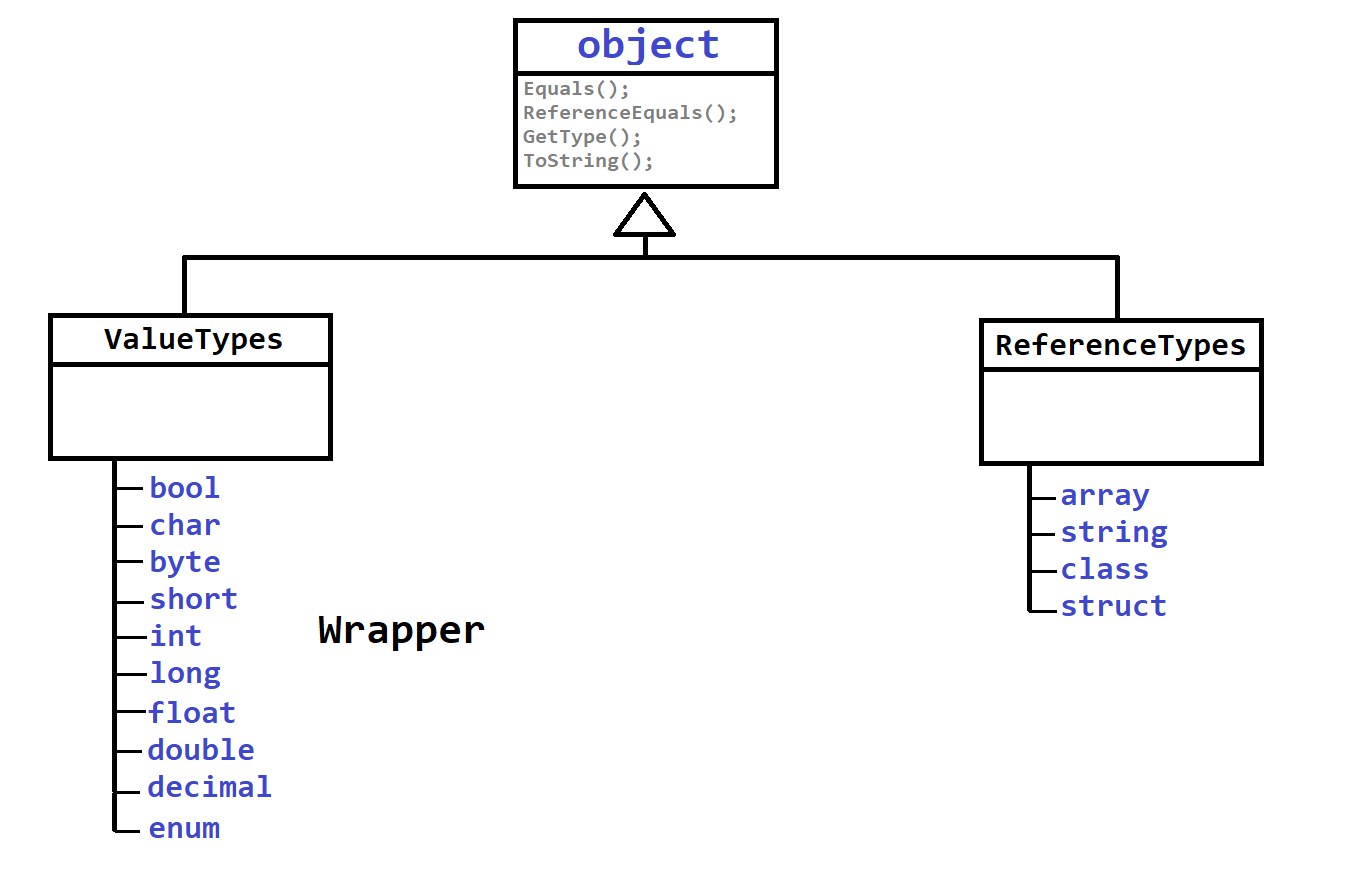 object
Equals();
ReferenceEquals();
GetType();
ToString();
ValueTypes
bool
char
byte
short
int
long
float
double
decimal
enum
Wrapper
ReferenceTypes
array
string
class
struct